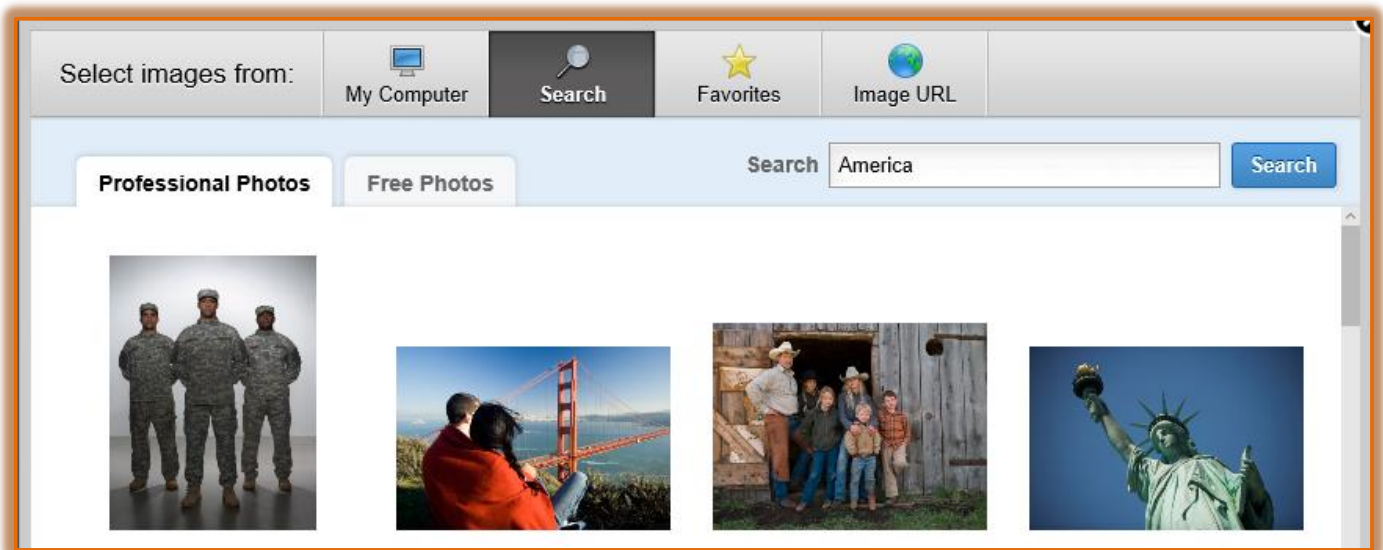 Select images from:
My Computer
Search
Favorites
Image URL
Professional Photos
Free Photos
Search
America
Search